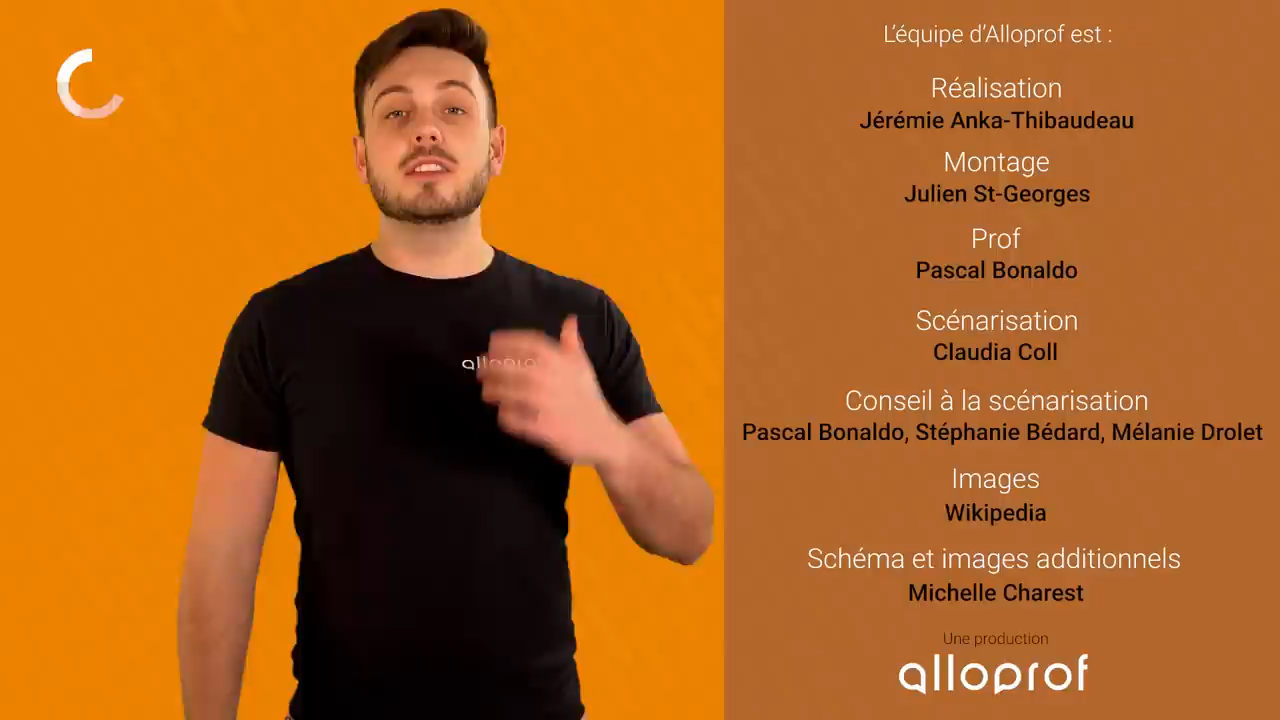 L'équipe d'Alloprof est :
Réalisation
Jérémie Anka-Thibaudeau
Montage
Julien St-Georges
Prof
Pascal Bonaldo
Scénarisation
Claudia Coll
Conseil à la scénarisation
Pascal Bonaldo, Stéphanie Bédard, Mélanie Drolet
Images
Wikipedia
Schéma et images additionnels
Michelle Charest
Une production
alloprof